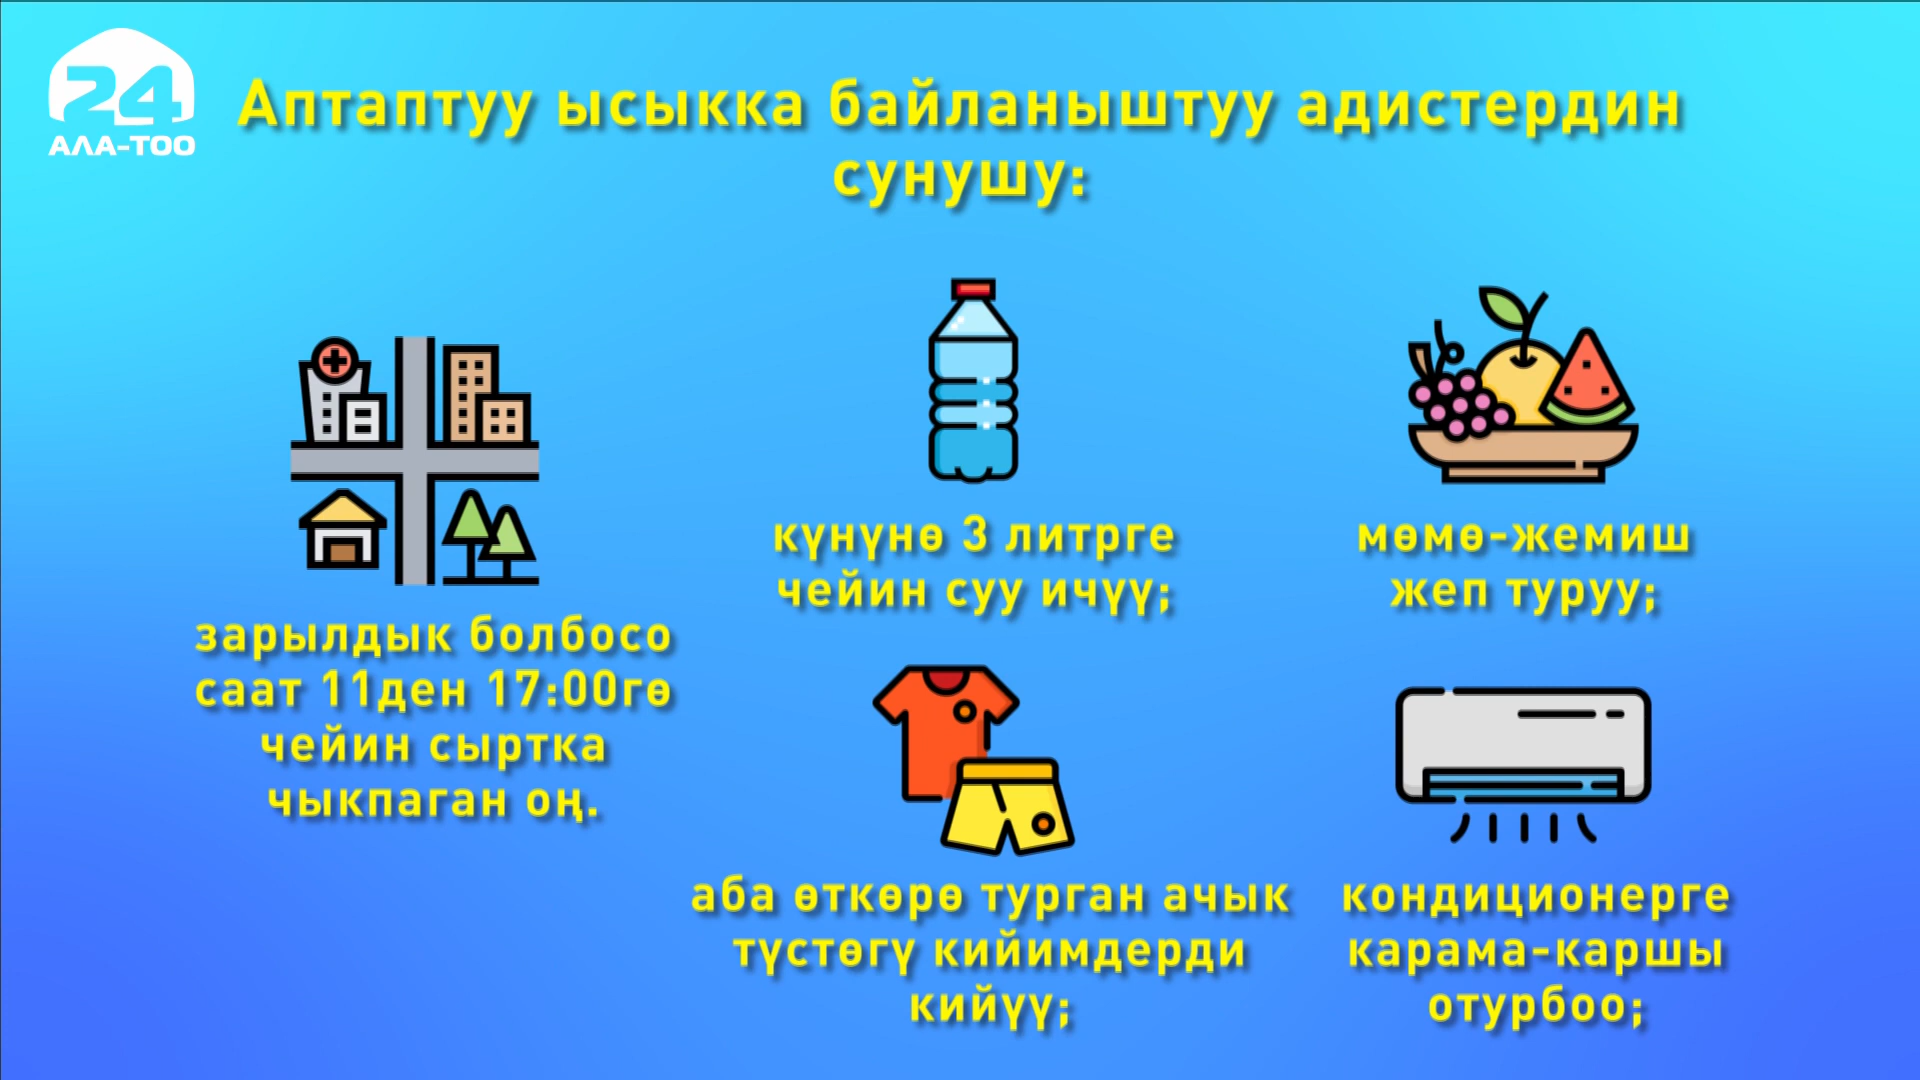 24
АЛА-ТОО
Аптаптуу ысыкка байланыштуу адистердин
сунушу:
зарылдык болбосо
саат 11ден 17:00гө
чейин сыртка
чыкпаган оң.
күнүнө 3 литрге
чейин суу ичүү;
мөмө-жемиш
жеп туруу;
аба өткөрө турган ачык
түстөгү кийимдерди
кийүү;
кондиционерге
карама-каршы
отурбоо;